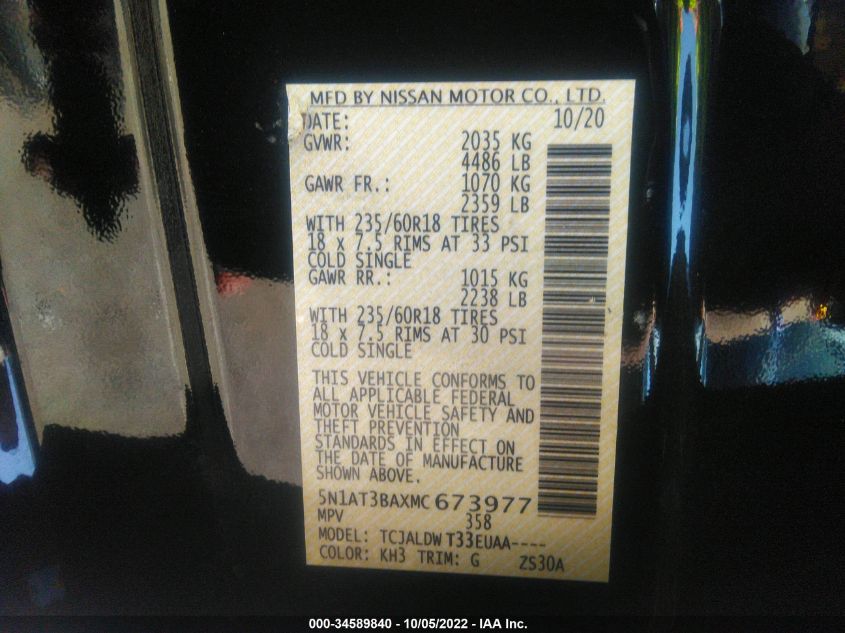 MFD BY NISSAN MOTOR CO., LTD.
DATE: 10/20
GVWR: 2035 KG
4486 LB
GAWR FR.: 1070 KG
2359 LB
WITH 235/60R18 TIRES
18 x 7.5 RIMS AT 33 PSI
COLD SINGLE
GAWR RR.: 1015 KG
2238 LB
WITH 235/60R18 TIRES
18 x 7.5 RIMS AT 30 PSI
COLD SINGLE
THIS VEHICLE CONFORMS TO
ALL APPLICABLE FEDERAL
MOTOR VEHICLE SAFETY AND
THEFT PREVENTION
STANDARDS IN EFFECT ON
THE DATE OF MANUFACTURE
SHOWN ABOVE.
5N1AT3BAXMC 673977
MPV 358
MODEL: TCJALDW T33EUAA----
COLOR: KH3 TRIM: G ZS30A
000-34589840 - 10/05/2022 - IAA Inc.